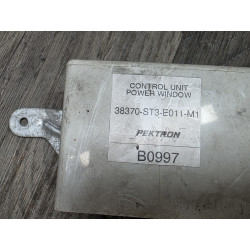 CONTROL UNIT
POWER WINDOW
38370-ST3-E011-M1
PEKTRON
B0997